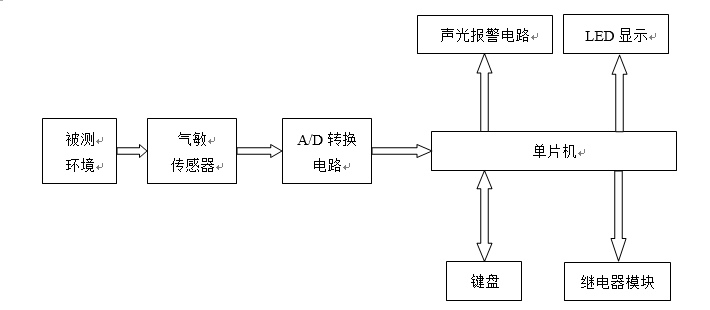 声光报警电路
LED 显示
被测
环境
气敏
传感器
A/D 转换
电路
单片机
键盘
继电器模块